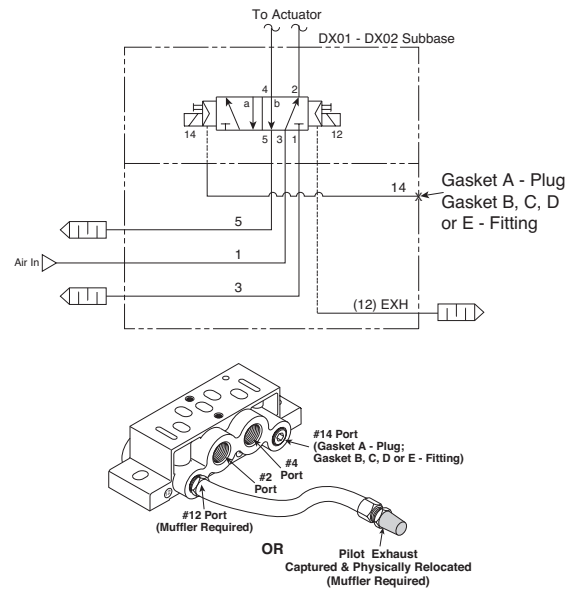 To Actuator
DX01 - DX02 Subbase
4 2
a b
14 12
5 3 1
14
Gasket A - Plug
Gasket B, C, D
or E - Fitting
5
Air In
1
3
(12) EXH
#14 Port
(Gasket A - Plug;
Gasket B, C, D or E - Fitting)
#4
Port
#2
Port
#12 Port
(Muffler Required)
OR
Pilot Exhaust
Captured & Physically Relocated
(Muffler Required)